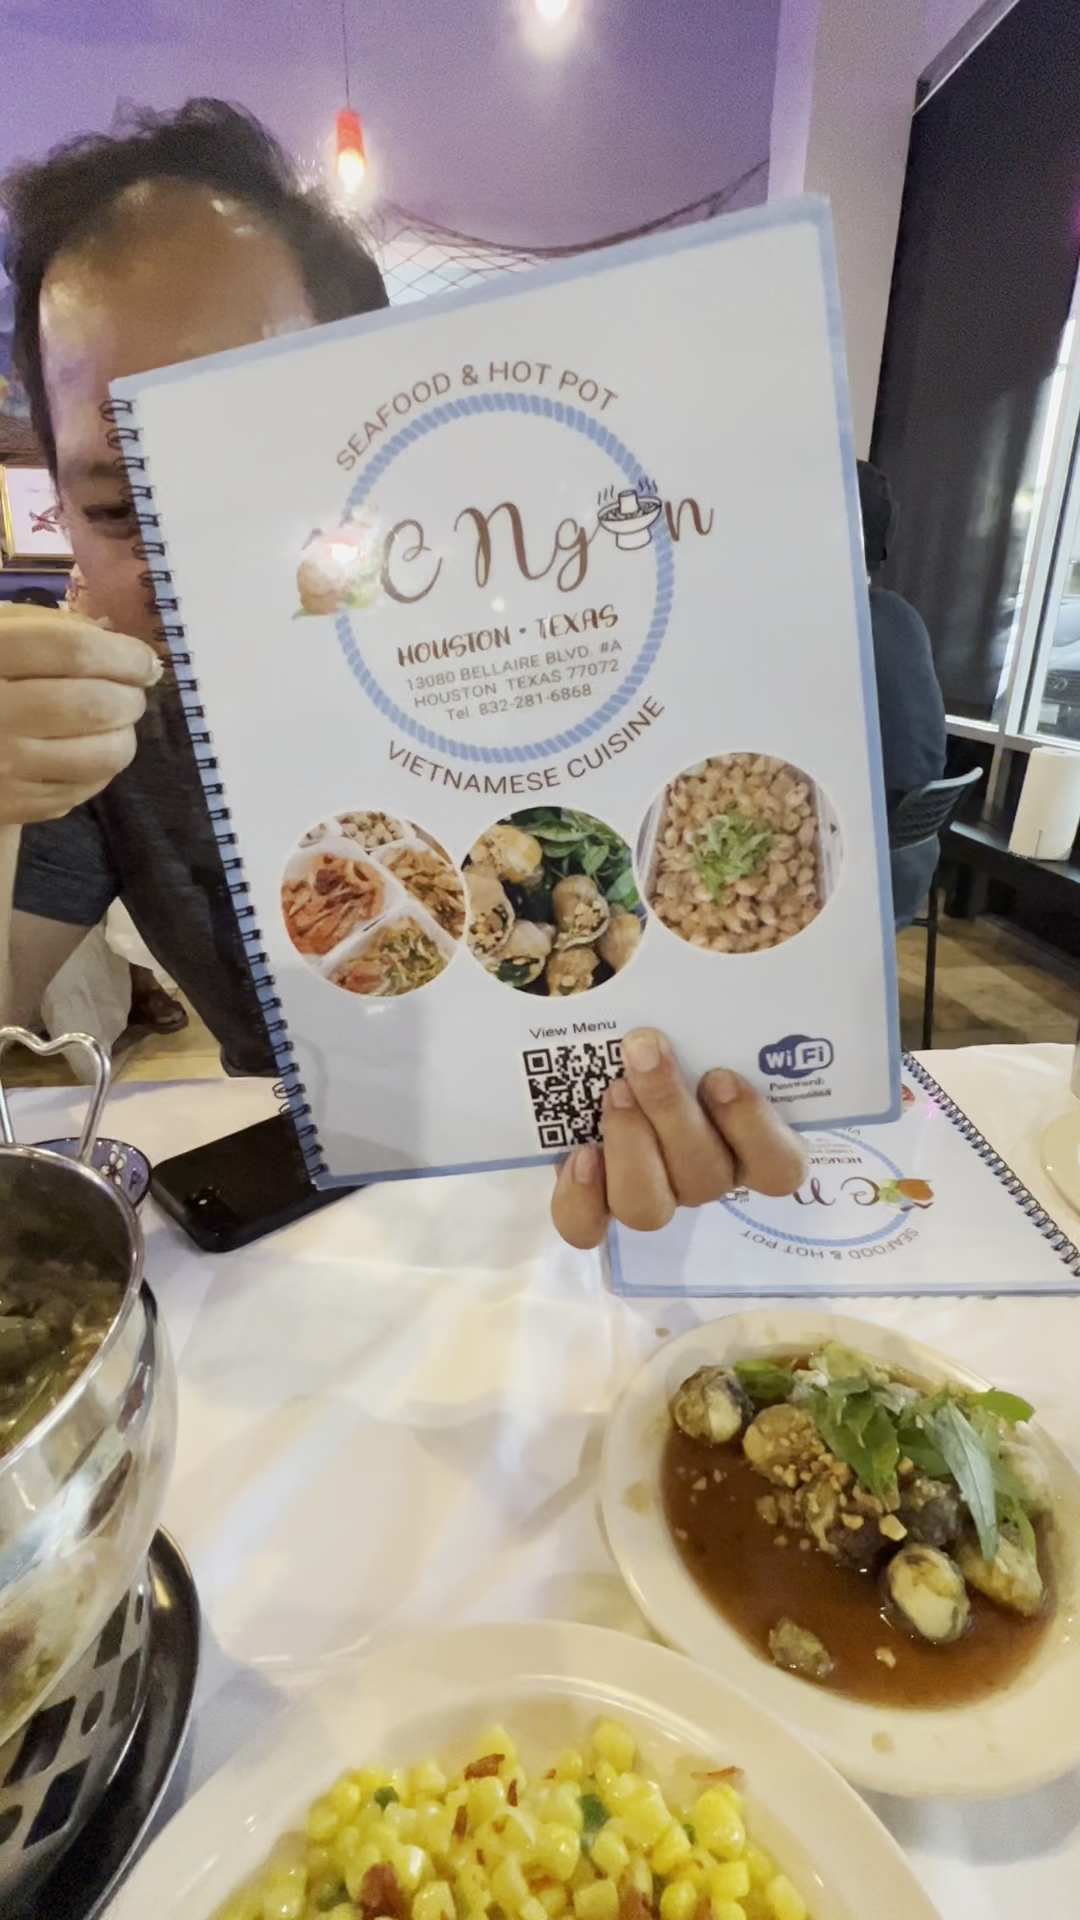 SEAFOOD & HOT POT
ỐC Ngon
HOUSTON • TEXAS
13080 BELLAIRE BLVD. #A
HOUSTON TEXAS 77072
Tel 832-281-6868
VIETNAMESE CUISINE
View Menu
WiFi
Password:
SEAFOOD & HOT POT